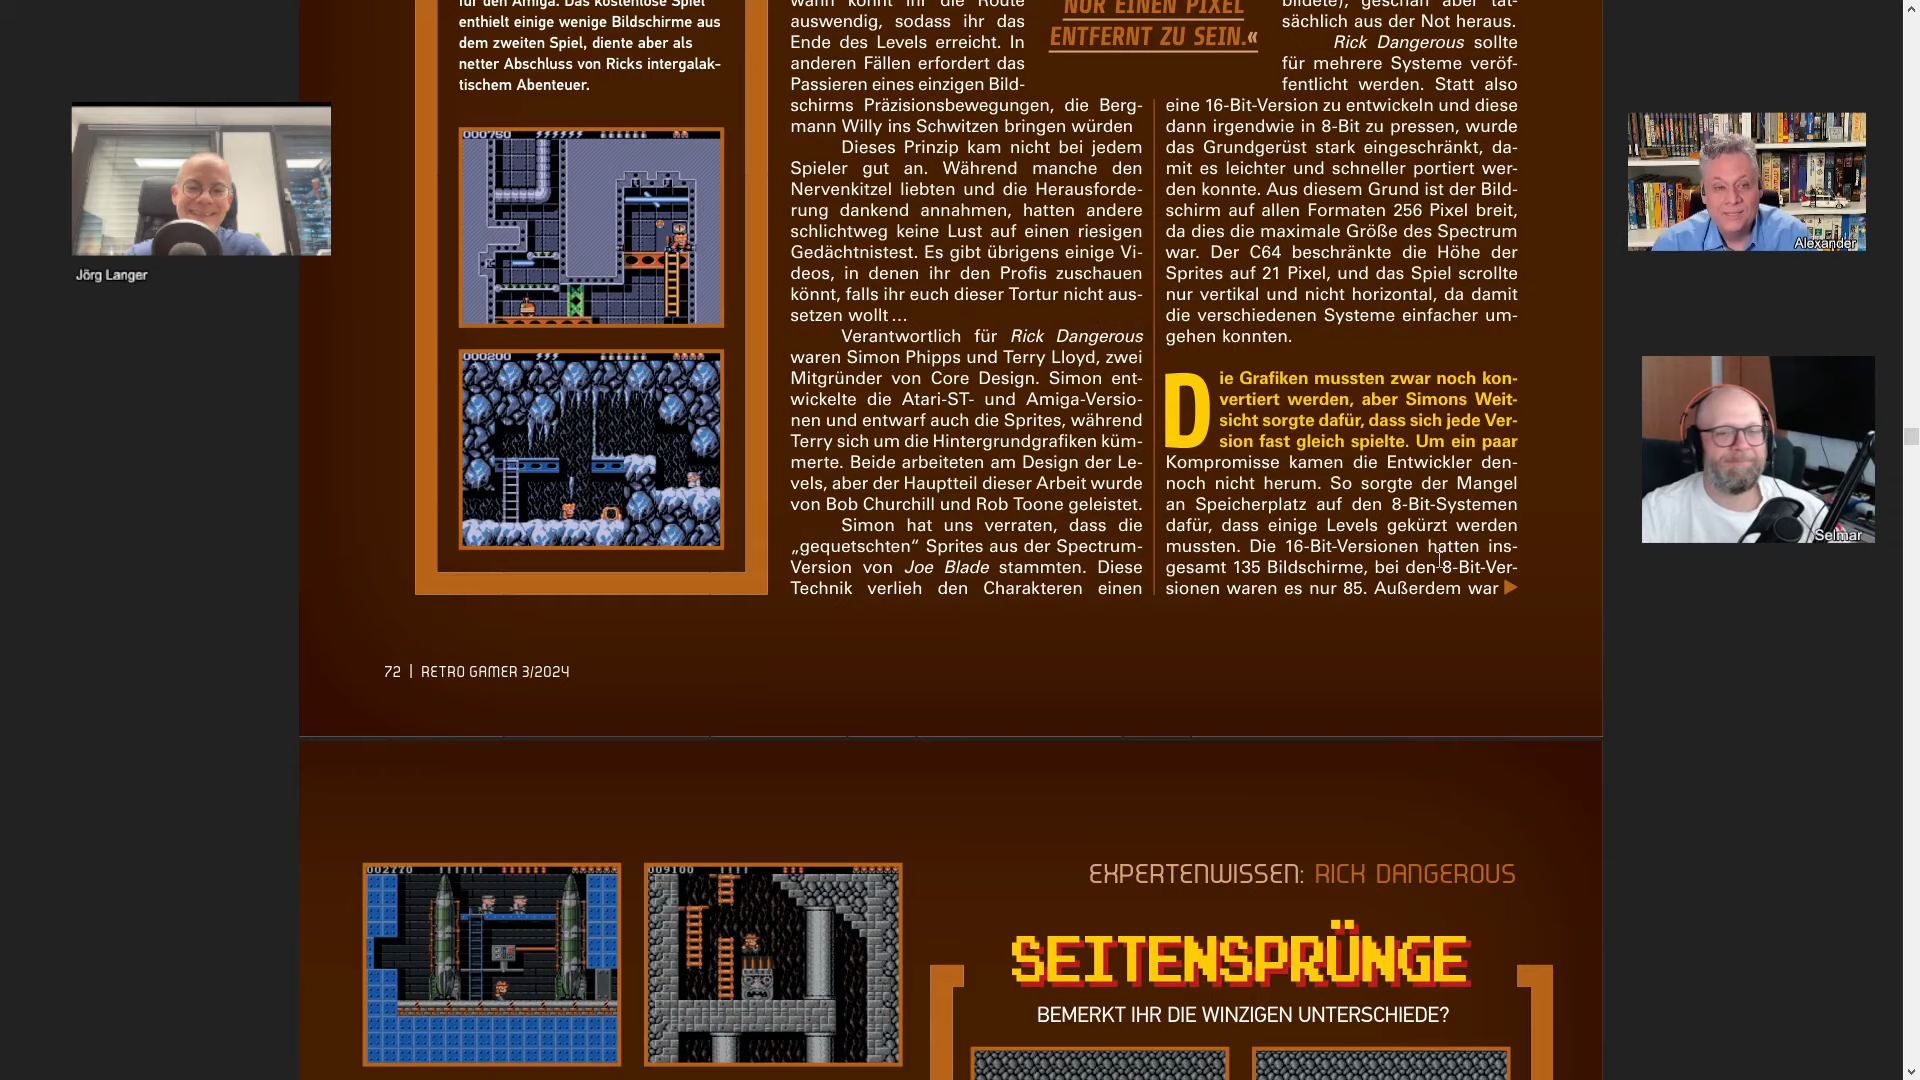 für den Amiga. Das kostenlose Spiel
enthielt einige wenige Bildschirme aus
dem zweiten Spiel, diente aber als
netter Abschluss von Ricks intergalak-
tischem Abenteuer.
000750
000200
wann könnt ihr die Route
auswendig, sodass ihr das
Ende des Levels erreicht. In
anderen Fällen erfordert das
Passieren eines einzigen Bild-
schirms Präzisionsbewegungen, die Berg-
mann Willy ins Schwitzen bringen würden
Dieses Prinzip kam nicht bei jedem
Spieler gut an. Während manche den
Nervenkitzel liebten und die Herausforde-
rung dankend annahmen, hatten andere
schlichtweg keine Lust auf einen riesigen
Gedächtnistest. Es gibt übrigens einige Vi-
deos, in denen ihr den Profis zuschauen
könnt, falls ihr euch dieser Tortur nicht aus-
setzen wollt ...
Verantwortlich für Rick Dangerous
waren Simon Phipps und Terry Lloyd, zwei
Mitgründer von Core Design. Simon ent-
wickelte die Atari-ST- und Amiga-Versio-
nen und entwarf auch die Sprites, während
Terry sich um die Hintergrundgrafiken küm-
merte. Beide arbeiteten am Design der Le-
vels, aber der Hauptteil dieser Arbeit wurde
von Bob Churchill und Rob Toone geleistet.
Simon hat uns verraten, dass die
„gequetschten“ Sprites aus der Spectrum-
Version von Joe Blade stammten. Diese
Technik verlieh den Charakteren einen
NUR EINEN PIXEL
ENTFERNT ZU SEIN.«
bildete), geschah aber tat-
sächlich aus der Not heraus.
Rick Dangerous sollte
für mehrere Systeme veröf-
fentlicht werden. Statt also
eine 16-Bit-Version zu entwickeln und diese
dann irgendwie in 8-Bit zu pressen, wurde
das Grundgerüst stark eingeschränkt, da-
mit es leichter und schneller portiert wer-
den konnte. Aus diesem Grund ist der Bild-
schirm auf allen Formaten 256 Pixel breit,
da dies die maximale Größe des Spectrum
war. Der C64 beschränkte die Höhe der
Sprites auf 21 Pixel, und das Spiel scrollte
nur vertikal und nicht horizontal, da damit
die verschiedenen Systeme einfacher um-
gehen konnten.
Die Grafiken mussten zwar noch kon-
vertiert werden, aber Simons Weit-
sicht sorgte dafür, dass sich jede Ver-
sion fast gleich spielte. Um ein paar
Kompromisse kamen die Entwickler den-
noch nicht herum. So sorgte der Mangel
an Speicherplatz auf den 8-Bit-Systemen
dafür, dass einige Levels gekürzt werden
mussten. Die 16-Bit-Versionen hatten ins-
gesamt 135 Bildschirme, bei den 8-Bit-Ver-
sionen waren es nur 85. Außerdem war
Jörg Langer
Alexander
Selmar
72 | RETRO GAMER 3/2024
002770
009100
EXPERTENWISSEN: RICK DANGEROUS
SEITENSPRÜNGE
BEMERKT IHR DIE WINZIGEN UNTERSCHIEDE?